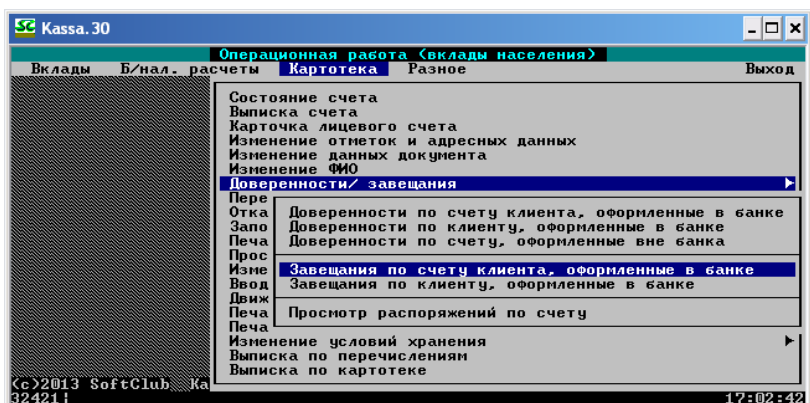 SC Kassa.30
Операционная работа (вклады населения)
Вклады Б/нал. расчеты Картотека Разное Выход
Состояние счета
Выписка счета
Карточка лицевого счета
Изменение отметок и адресных данных
Изменение данных документа
Изменение ФИО
Доверенности/ завещания
Пере
Отка Доверенности по счету клиента, оформленные в банке
Запо Доверенности по клиенту, оформленные в банке
Печа Доверенности по счету, оформленные вне банка
Прос
Изме Завещания по счету клиента, оформленные в банке
Ввод Завещания по клиенту, оформленные в банке
Движ
Печа Просмотр распоряжений по счету
Печа
Изменение условий хранения
Выписка по перечислениям
Выписка по картотеке
(c)2013 SoftClub Ка
32421¦ 17:02:42